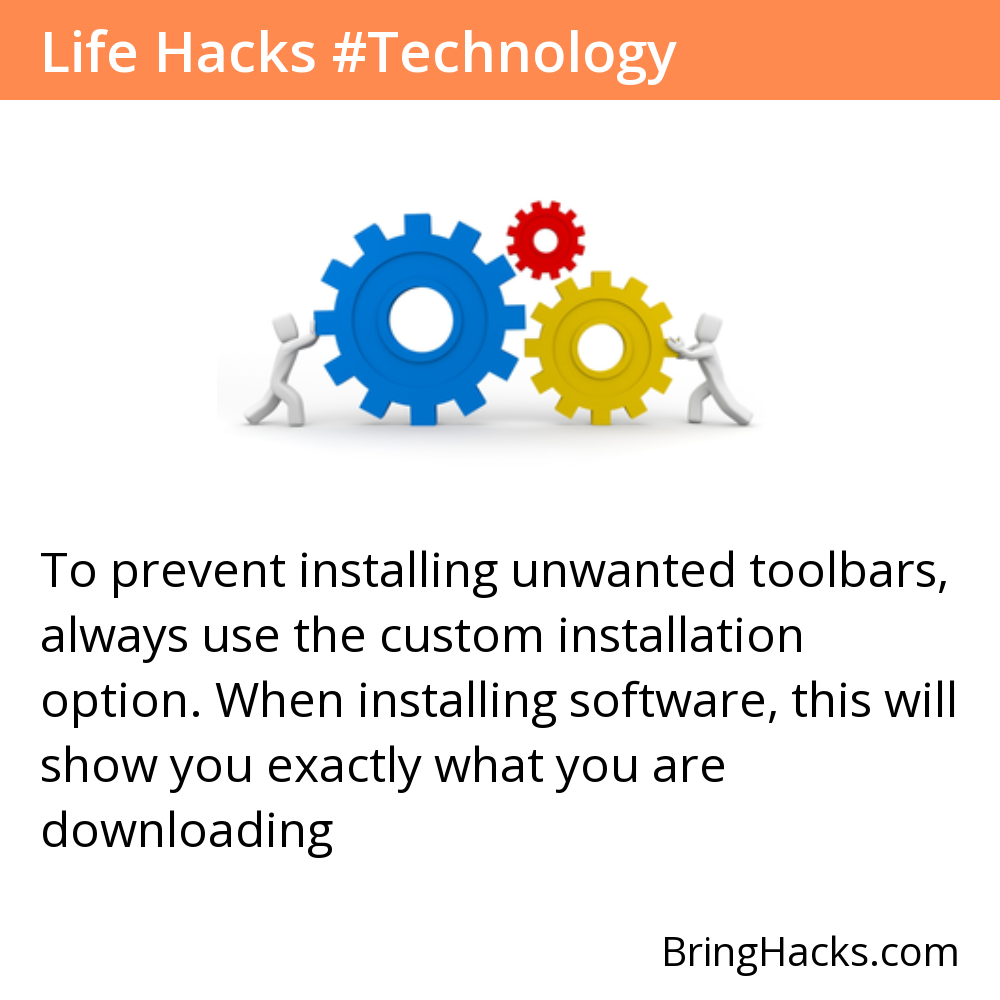 Life Hacks #Technology
To prevent installing unwanted toolbars,
always use the custom installation
option. When installing software, this will
show you exactly what you are
downloading
BringHacks.com